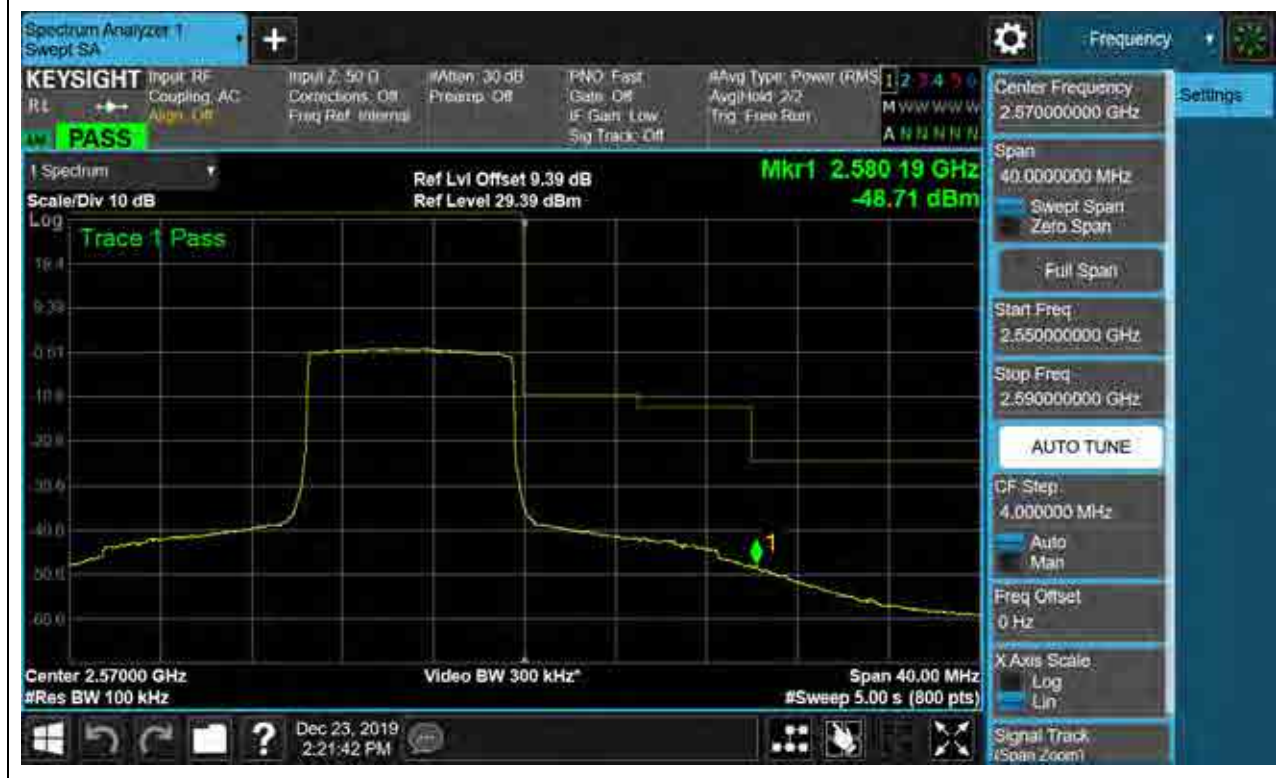 Spectrum Analyzer 1
Swept SA
+
Frequency
KEYSIGHT
RL
PASS
Input: RF
Coupling: AC
Align: Off
Input Z: 50 Ω
Corrections: Off
Freq Ref: Internal
#Atten: 30 dB
Preamp: Off
PNO: Fast
Gate: Off
IF Gain: Low
Sig Track: Off
#Avg Type: Power (RMS
Avg|Hold: 2/2
Trig: Free Run
1 2 3 4 5 6
M W W W W W
A N N N N N
1 Spectrum
Scale/Div 10 dB
Ref Lvl Offset 9.39 dB
Ref Level 29.39 dBm
Mkr1 2.580 19 GHz
-48.71 dBm
Log
Trace 1 Pass
19.4
9.39
-0.61
-10.6
-20.6
-30.6
-40.6
-50.6
-60.6
1
Center 2.57000 GHz
#Res BW 100 kHz
Video BW 300 kHz*
Span 40.00 MHz
#Sweep 5.00 s (800 pts)
Center Frequency
2.570000000 GHz
Settings
Span
40.0000000 MHz
Swept Span
Zero Span
Full Span
Start Freq
2.550000000 GHz
Stop Freq
2.590000000 GHz
AUTO TUNE
CF Step
4.000000 MHz
Auto
Man
Freq Offset
0 Hz
X Axis Scale
Log
Lin
Signal Track
(Span Zoom)
?
Dec 23, 2019
2:21:42 PM